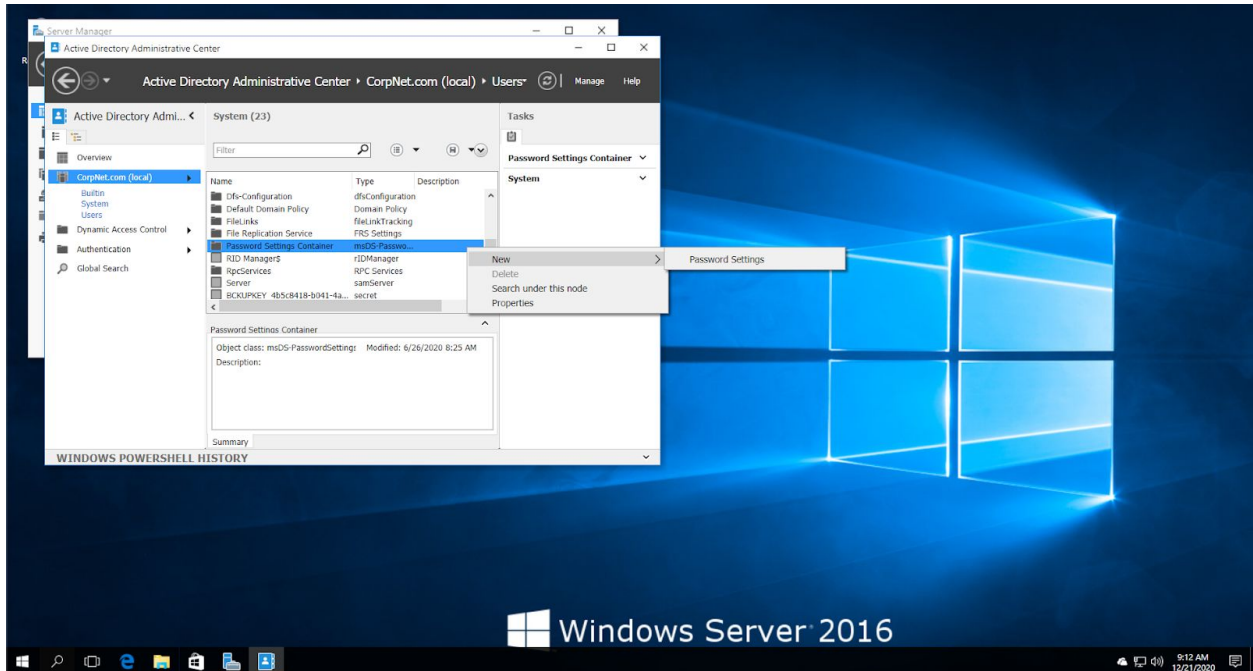 Server Manager
Active Directory Administrative Center
Active Directory Administrative Center • CorpNet.com (local) • Users
Manage
Help
Active Directory Admi...
Overview
CorpNet.com (local)
Builtin
System
Users
Dynamic Access Control
Authentication
Global Search
System (23)
Filter
Name Type Description
Dfs-Configuration dfsConfiguration
Default Domain Policy Domain Policy
FileLinks fileLinkTracking
File Replication Service FRS Settings
Password Settings Container msDS-Passwo...
RID Manager$ rIDManager
RpcServices RPC Services
Server samServer
BCKUPKEY_4b5c8418-b041-4a... secret
Password Settings Container
Object class: msDS-PasswordSettings Modified: 6/26/2020 8:25 AM
Description:
Summary
Tasks
Password Settings Container
System
New
Delete
Search under this node
Properties
Password Settings
WINDOWS POWERSHELL HISTORY
Windows Server 2016
9:12 AM
12/21/2020